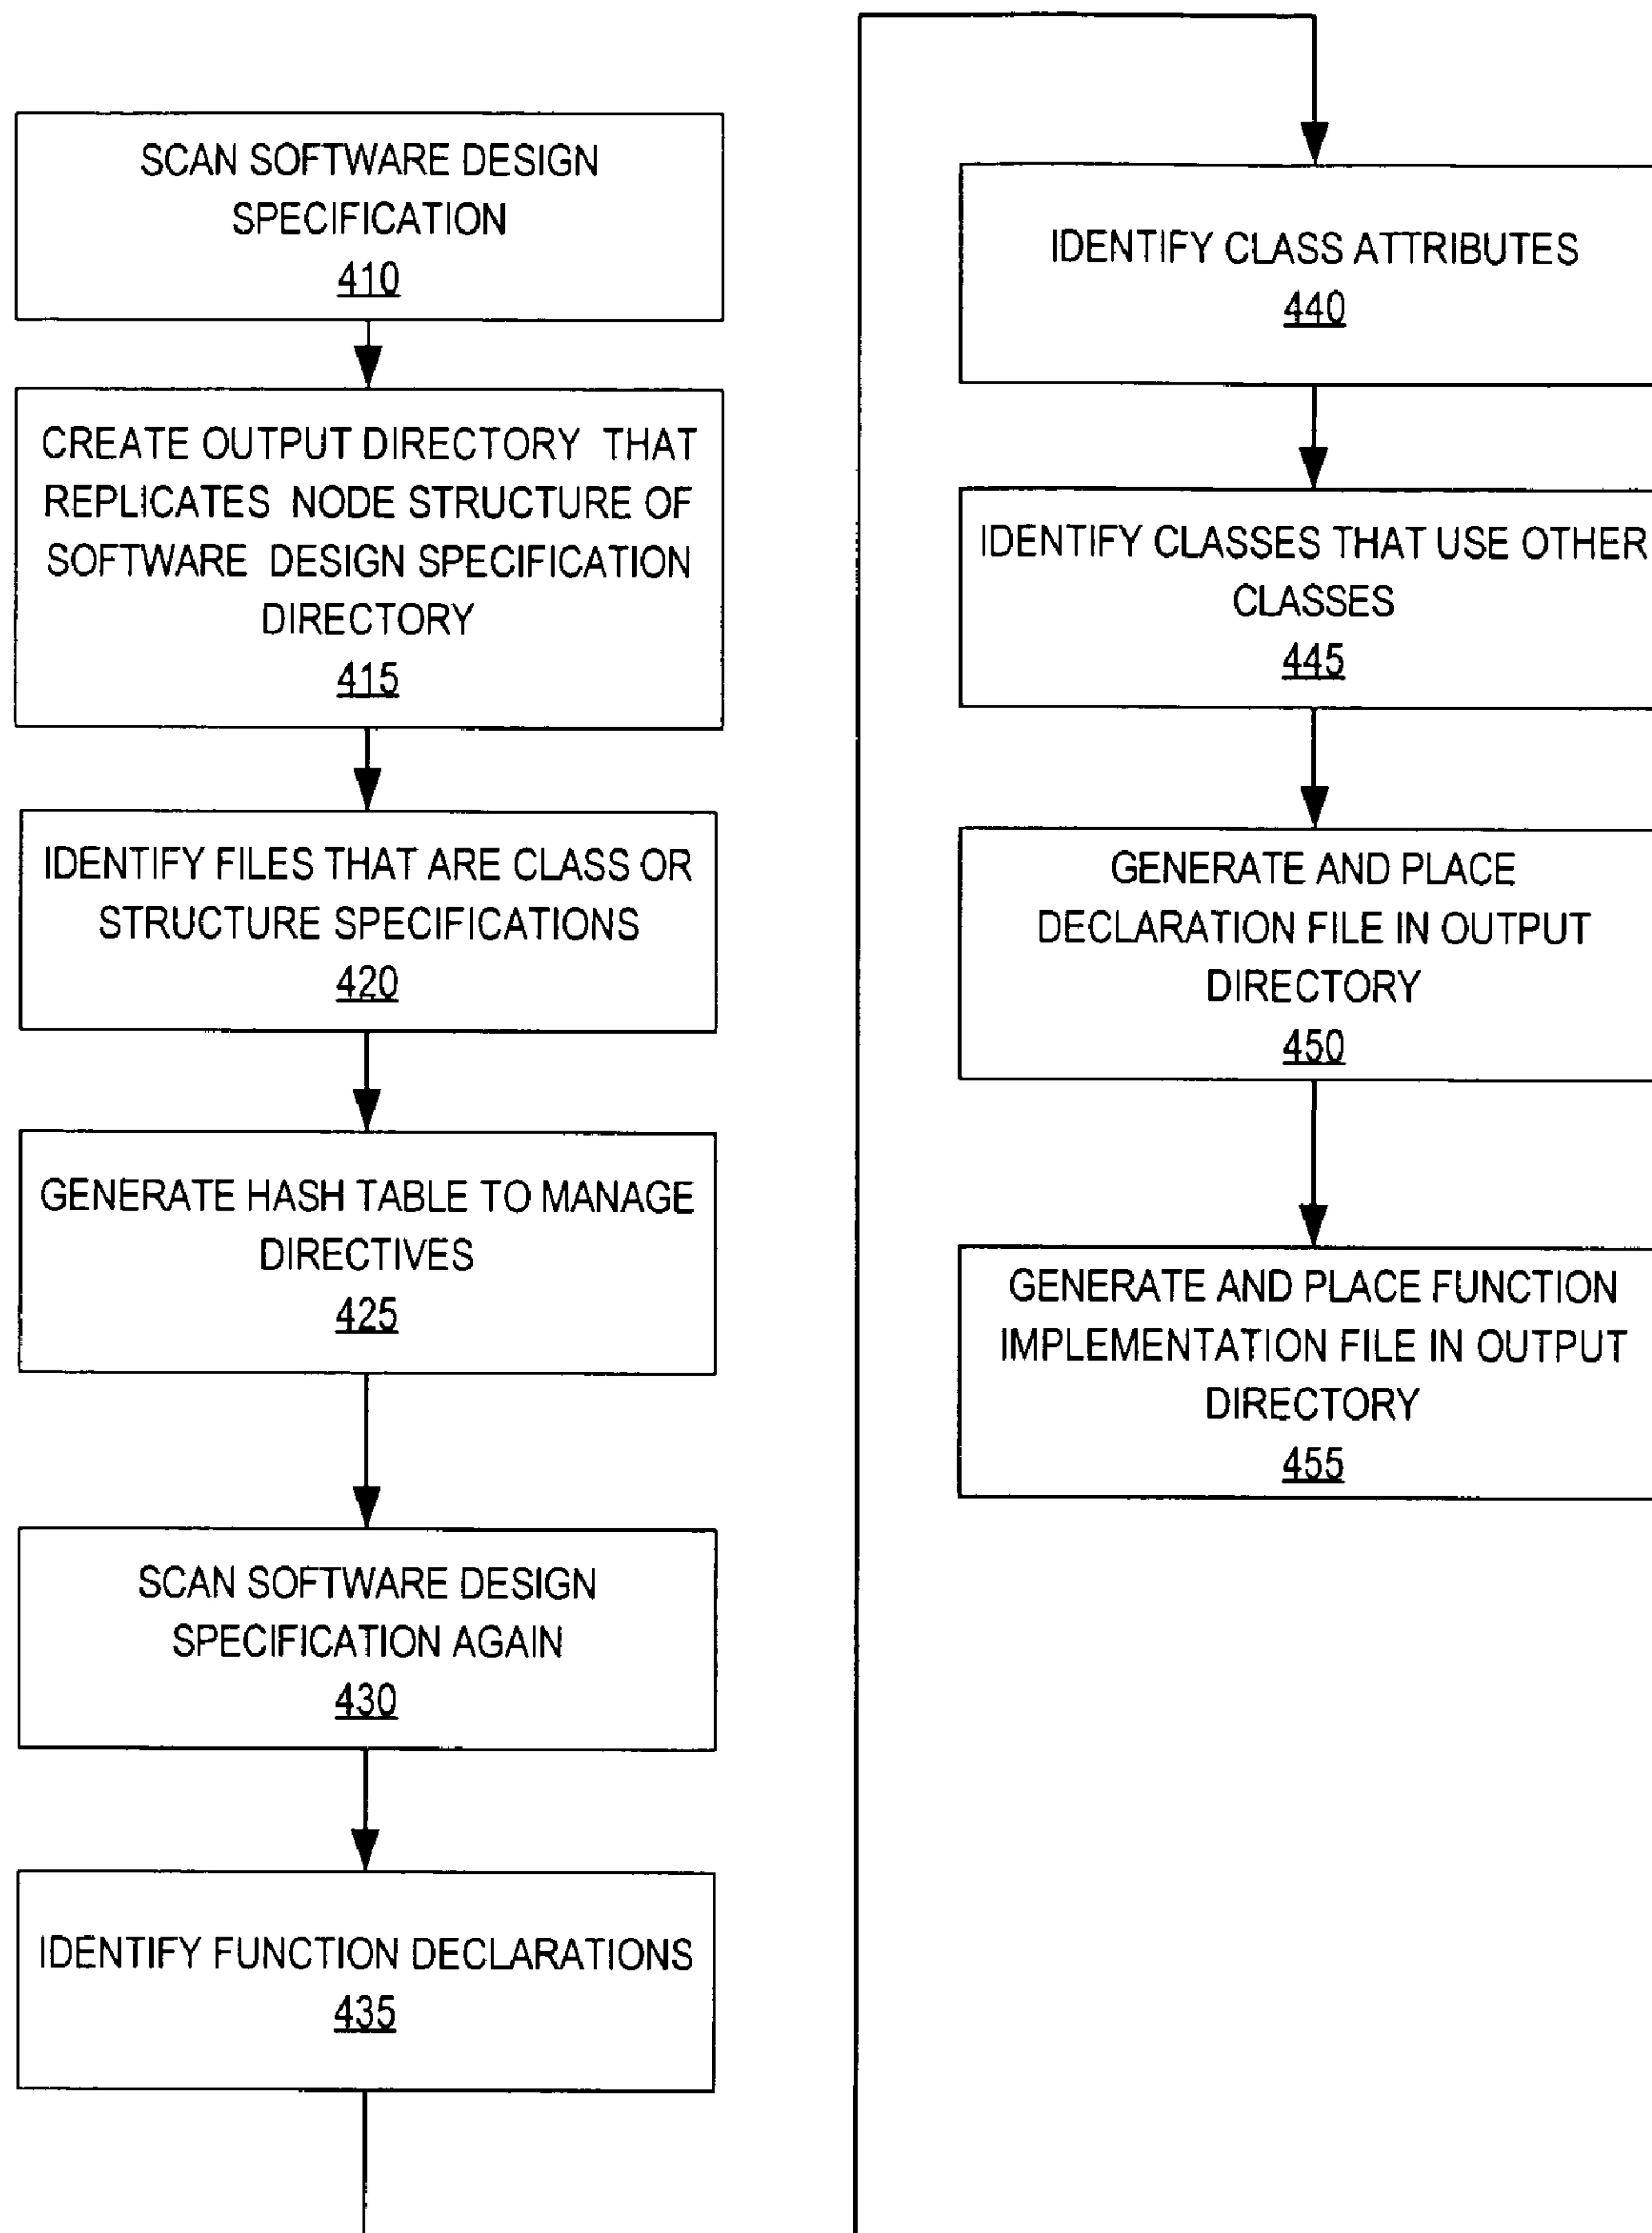 SCAN SOFTWARE DESIGN
SPECIFICATION
410
CREATE OUTPUT DIRECTORY THAT
REPLICATES NODE STRUCTURE OF
SOFTWARE DESIGN SPECIFICATION
DIRECTORY
415
IDENTIFY FILES THAT ARE CLASS OR
STRUCTURE SPECIFICATIONS
420
GENERATE HASH TABLE TO MANAGE
DIRECTIVES
425
SCAN SOFTWARE DESIGN
SPECIFICATION AGAIN
430
IDENTIFY FUNCTION DECLARATIONS
435
IDENTIFY CLASS ATTRIBUTES
440
IDENTIFY CLASSES THAT USE OTHER
CLASSES
445
GENERATE AND PLACE
DECLARATION FILE IN OUTPUT
DIRECTORY
450
GENERATE AND PLACE FUNCTION
IMPLEMENTATION FILE IN OUTPUT
DIRECTORY
455